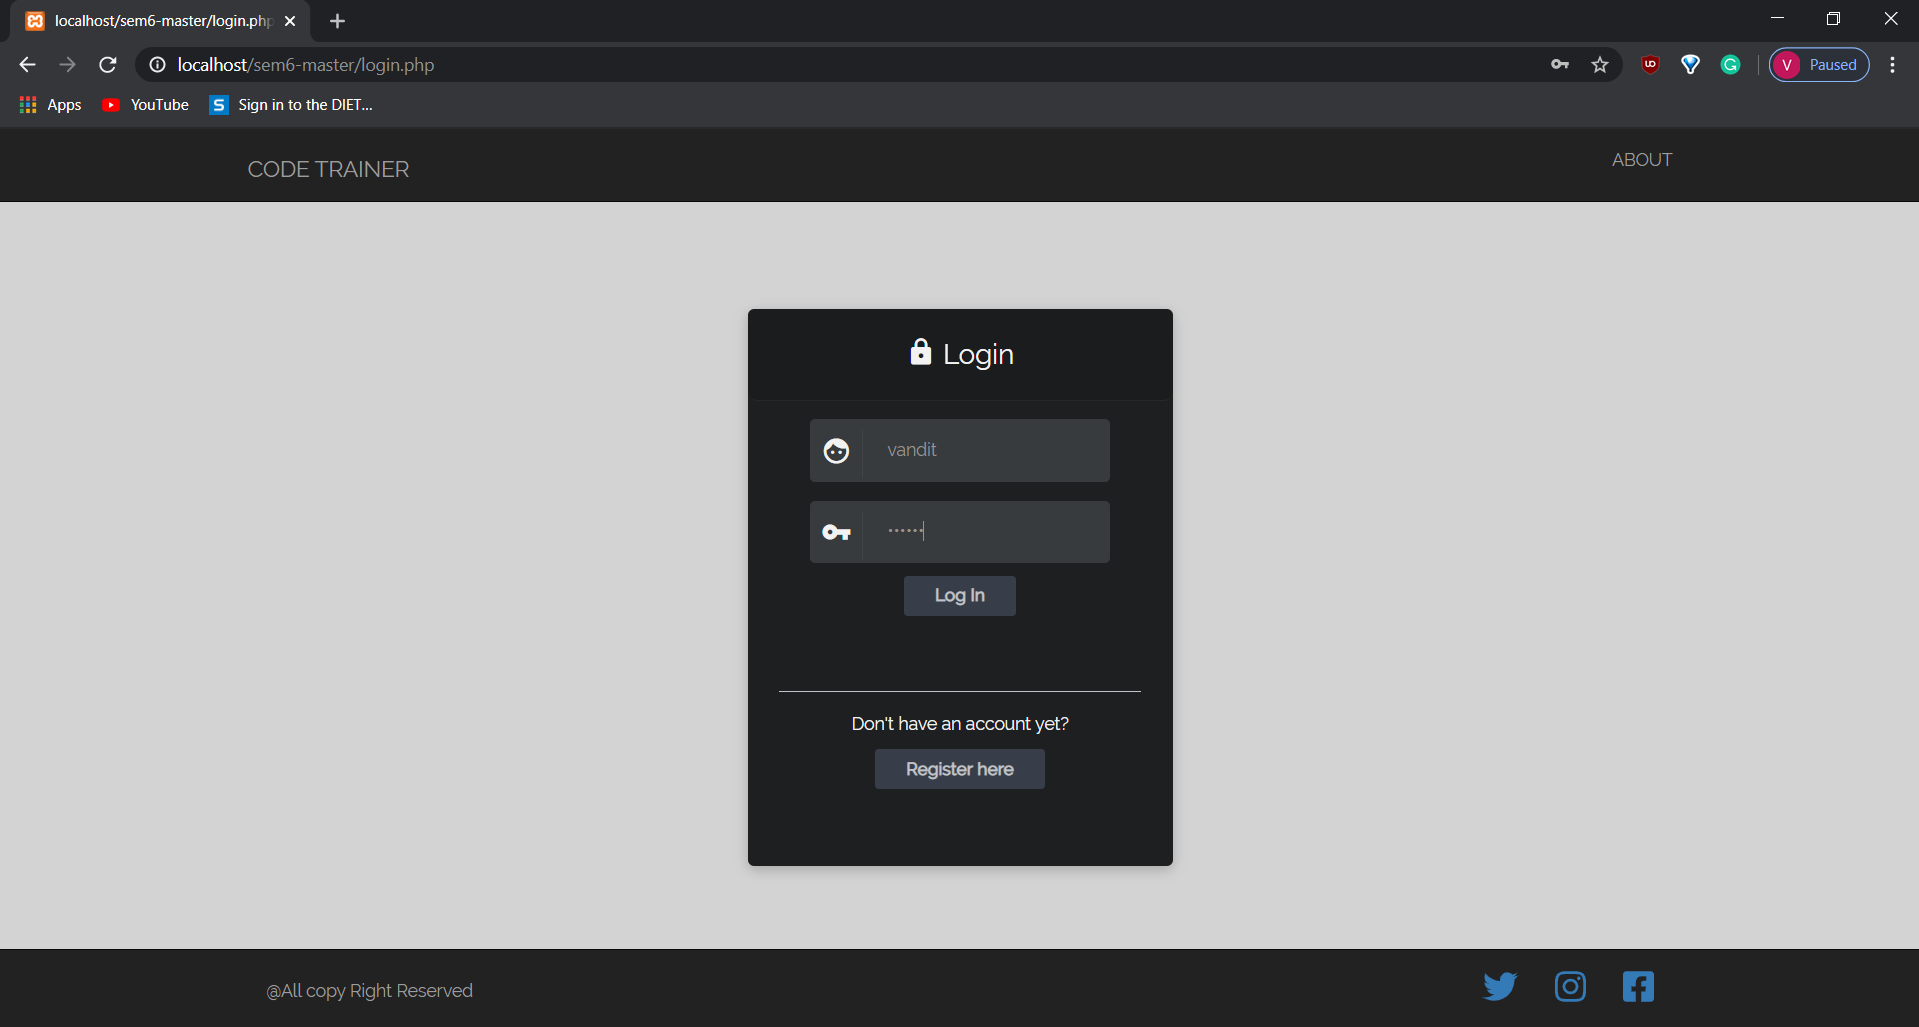 localhost/sem6-master/login.php
localhost/sem6-master/login.php
V Paused
Apps YouTube S Sign in to the DIET...
CODE TRAINER
ABOUT
Login
vandit
••••••
Log In
Don't have an account yet?
Register here
@All copy Right Reserved